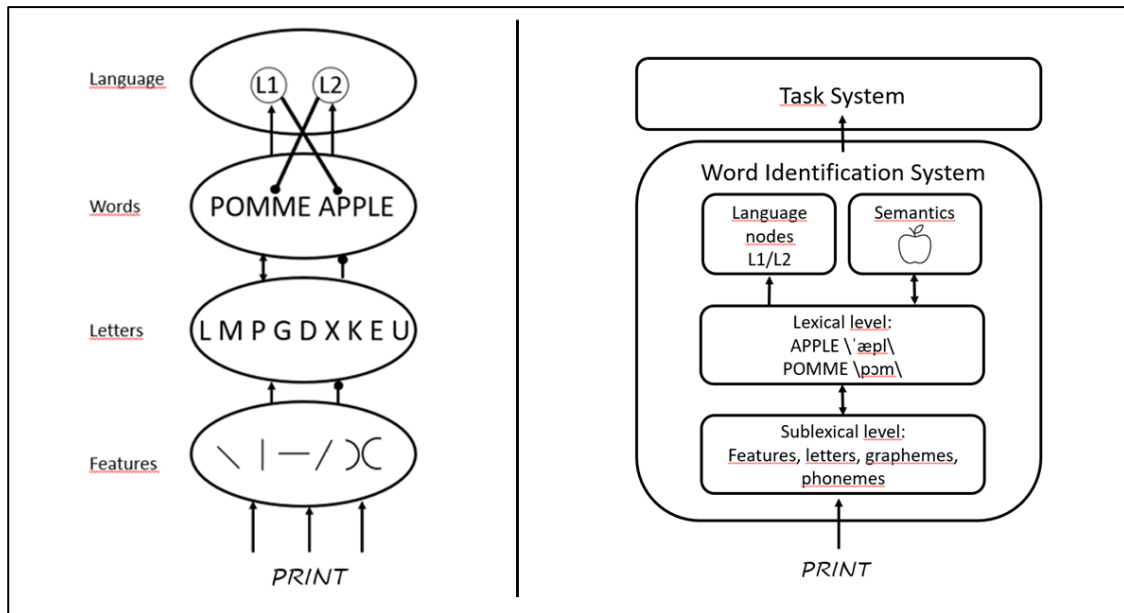 Language
L1 L2
Words
POMME APPLE
Letters
L M P G D X K E U
Features
PRINT
Task System
Word Identification System
Language
nodes
L1/L2
Semantics
Lexical level:
APPLE \ˈæpl\
POMME \pɔm\
Sublexical level:
Features, letters, graphemes,
phonemes
PRINT